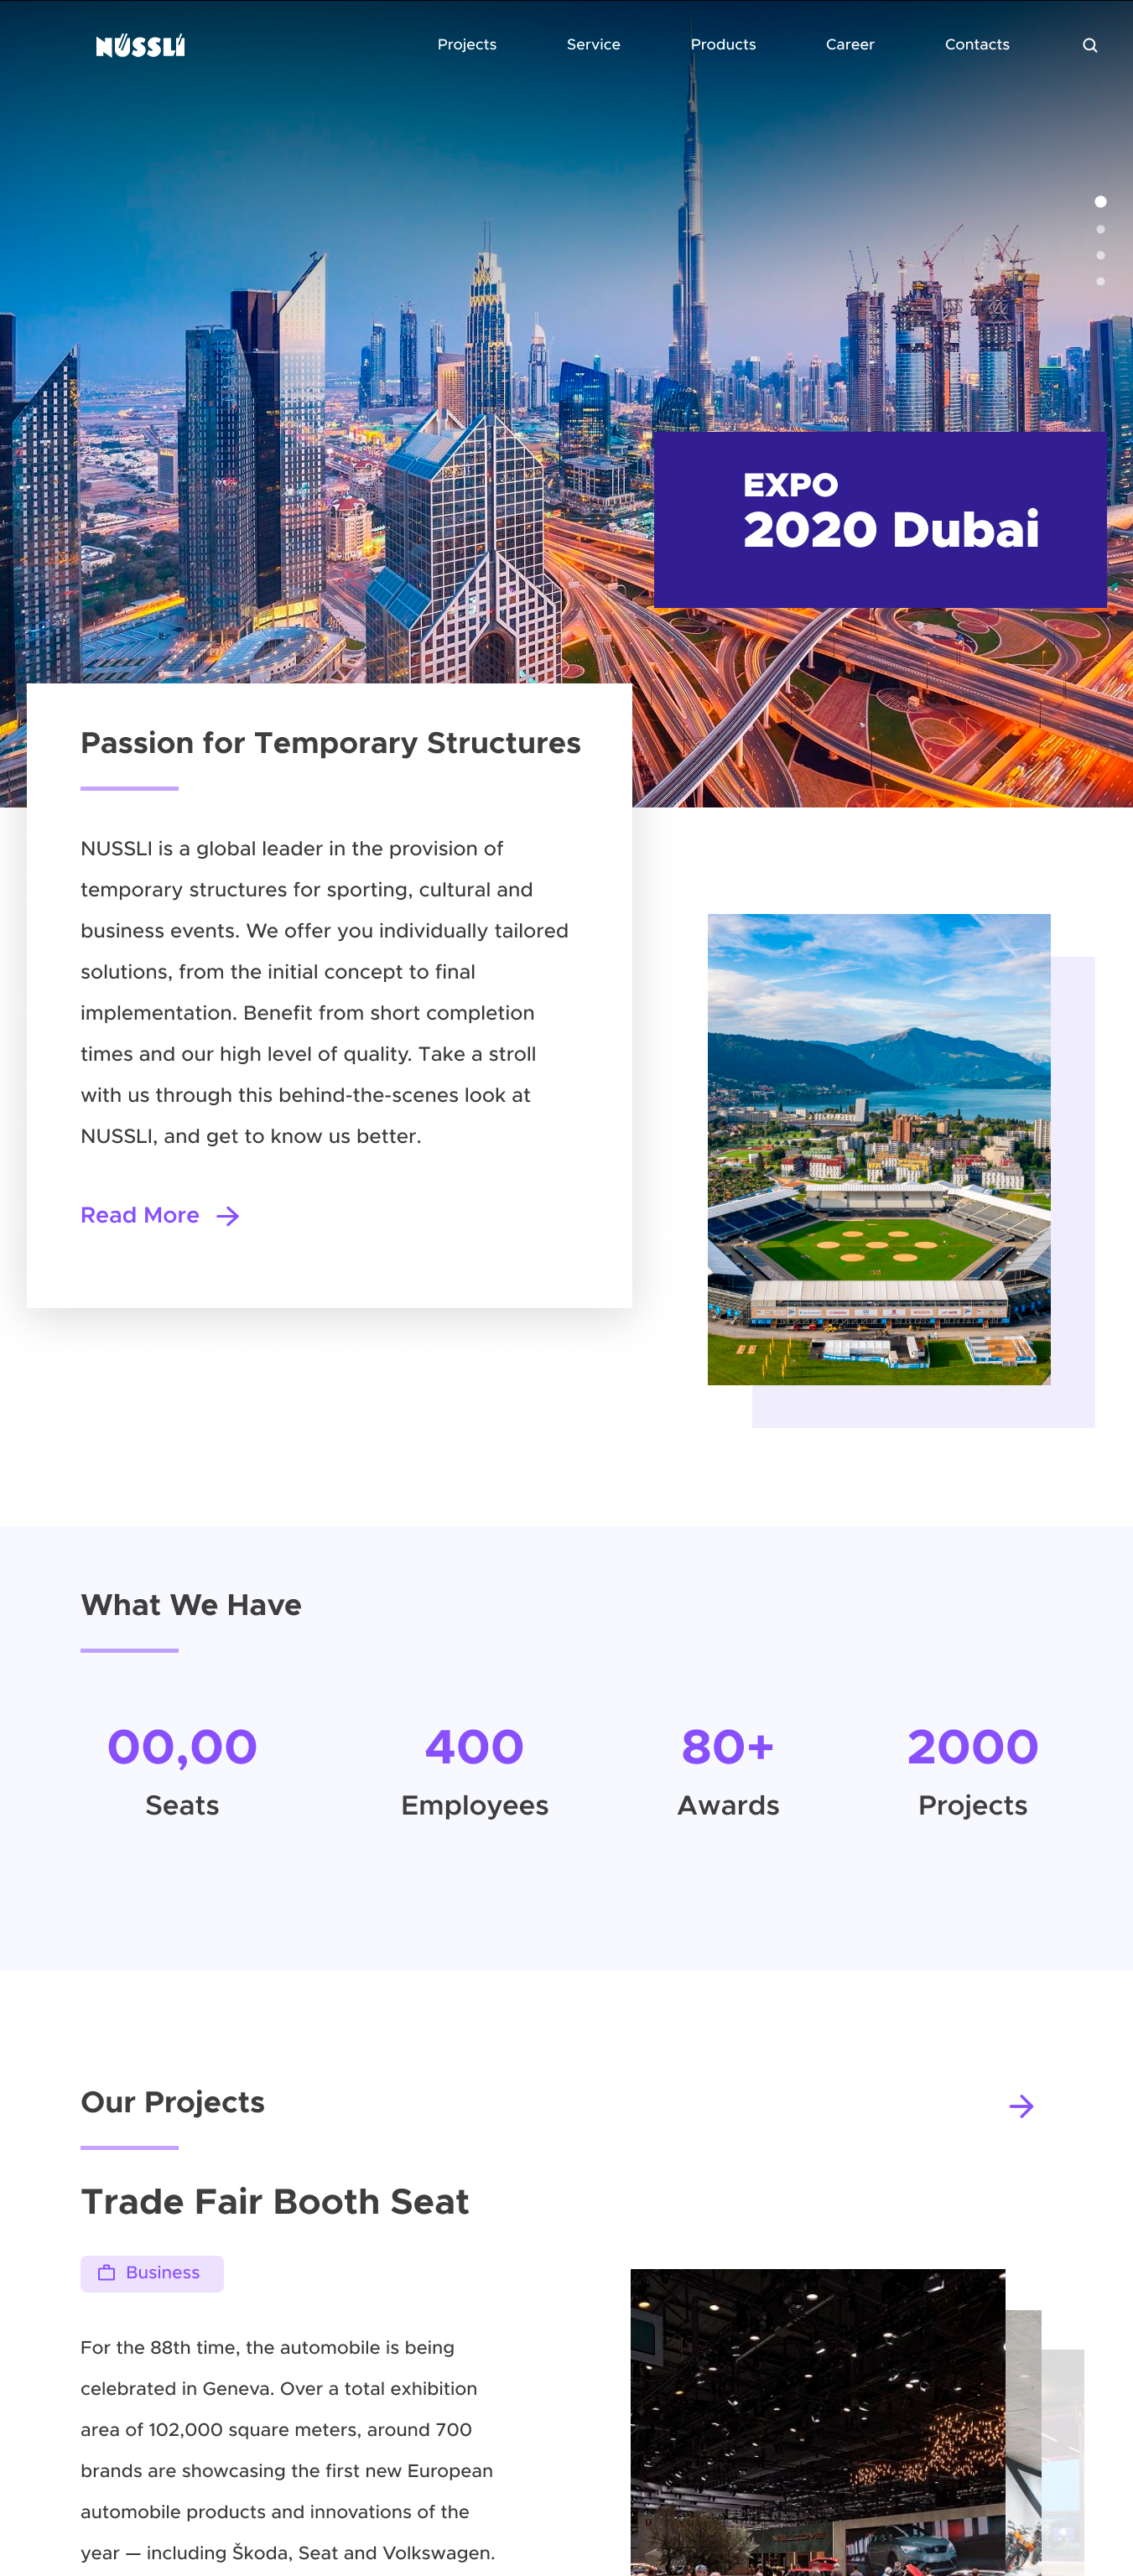 NÜSSLI
Projects
Service
Products
Career
Contacts
EXPO
2020 Dubai
Passion for Temporary Structures
NUSSLI is a global leader in the provision of
temporary structures for sporting, cultural and
business events. We offer you individually tailored
solutions, from the initial concept to final
implementation. Benefit from short completion
times and our high level of quality. Take a stroll
with us through this behind-the-scenes look at
NUSSLI, and get to know us better.
Read More
What We Have
00,00
Seats
400
Employees
80+
Awards
2000
Projects
Our Projects
Trade Fair Booth Seat
Business
For the 88th time, the automobile is being
celebrated in Geneva. Over a total exhibition
area of 102,000 square meters, around 700
brands are showcasing the first new European
automobile products and innovations of the
year — including Škoda, Seat and Volkswagen.